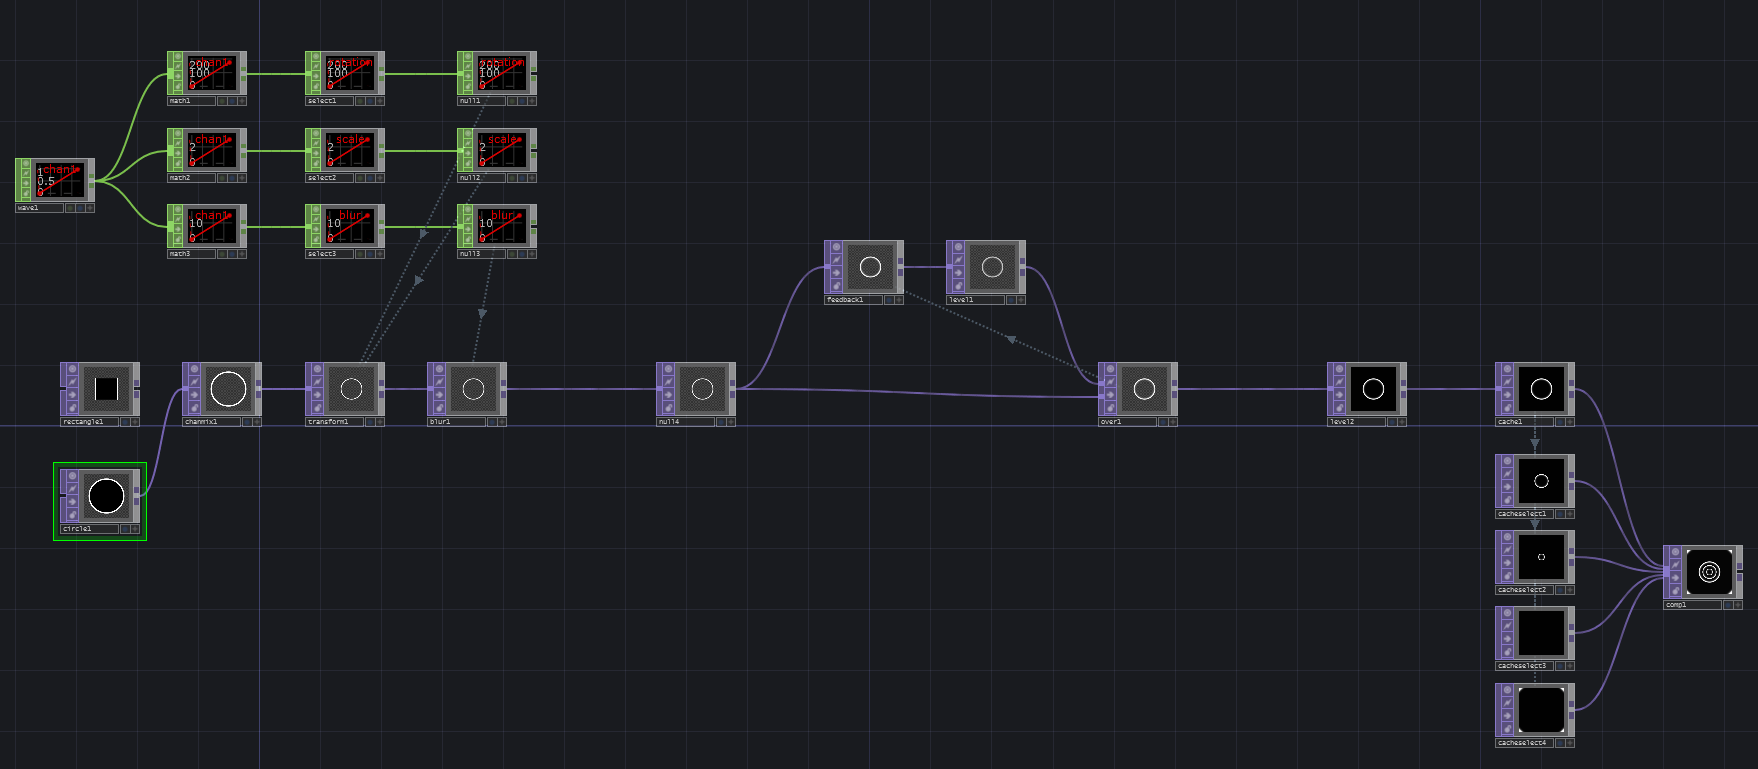 200 chan1
100
0
math1
200 rotation
100
0
select1
200 rotation
100
0
null1
chan1
2
0
math2
scale
2
0
select2
scale
2
0
null2
1 chan1
0.5
0
wave1
chan1
10
0
math3
blur
10
0
select3
blur
10
0
null3
feedback1
level1
rectangle1
chanmix1
transform1
blur1
null4
over1
level2
cache1
circle1
cacheselect1
cacheselect2
comp1
cacheselect3
cacheselect4